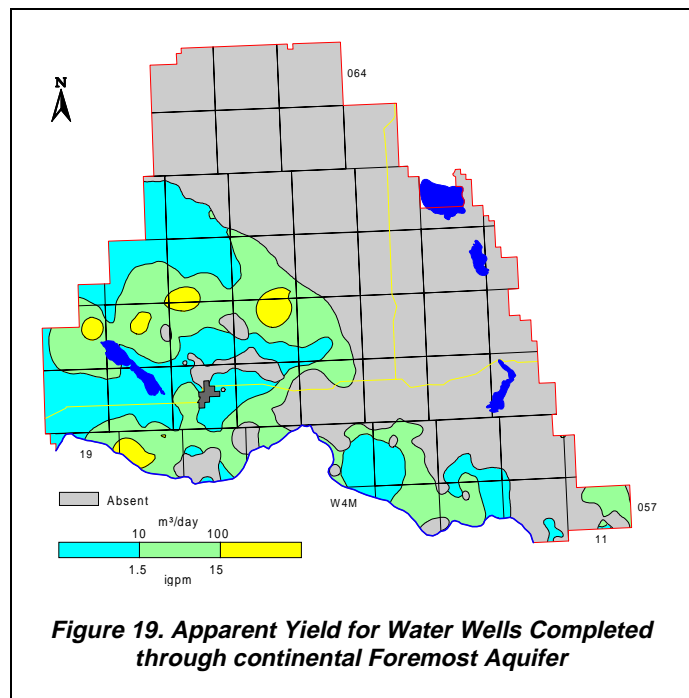 N
064
19
Absent
W4M
057
11
m³/day
10 100
1.5 15
igpm
Figure 19. Apparent Yield for Water Wells Completed
through continental Foremost Aquifer